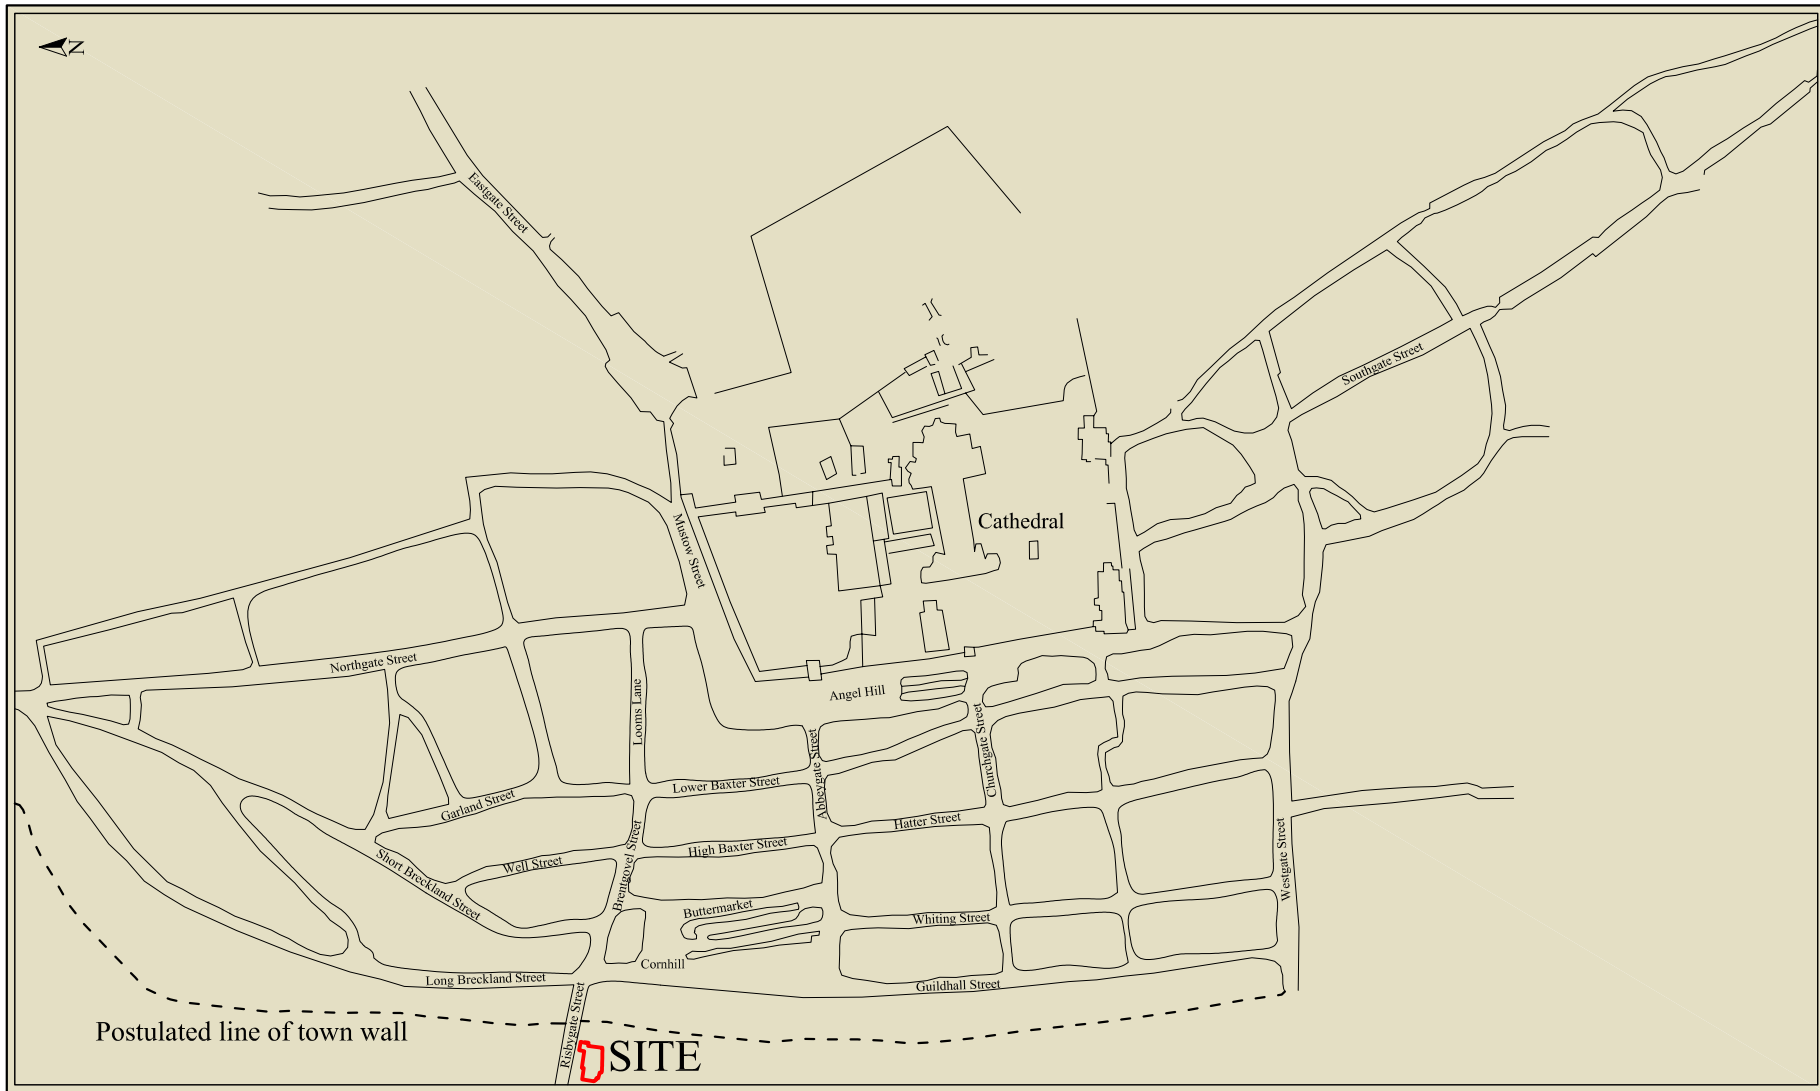 N
Eastgate Street
Southgate Street
Cathedral
Mustow Street
Northgate Street
Looms Lane
Angel Hill
Abbeygate Street
Churchgate Street
Lower Baxter Street
Garland Street
Hatter Street
High Baxter Street
Well Street
Brentgovel Street
Short Breckland Street
Westgate Street
Buttermarket
Whiting Street
Cornhill
Long Breckland Street
Guildhall Street
Risbygate Street
Postulated line of town wall
SITE